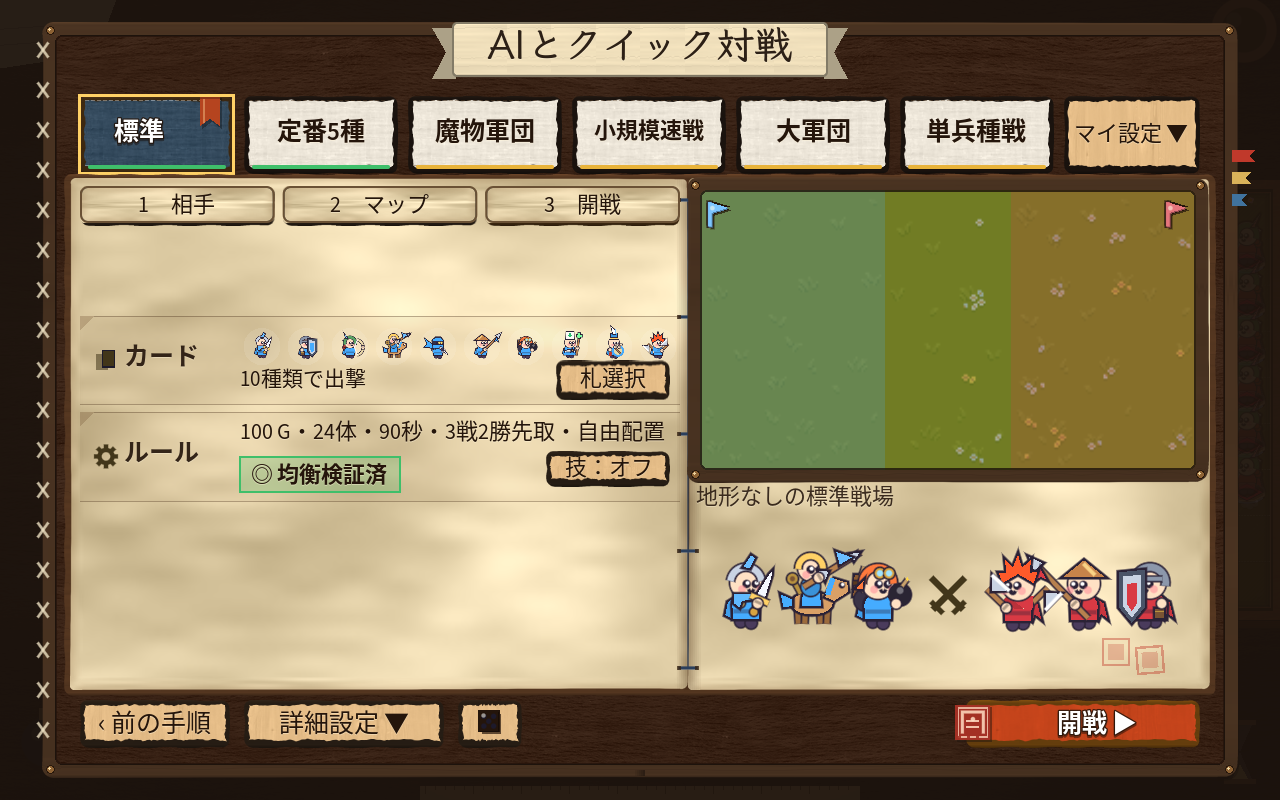 AIとクイック対戦
標準
定番5種
魔物軍団
小規模速戦
大軍団
単兵種戦
マイ設定▼
1 相手
2 マップ
3 開戦
カード
10種類で出撃
札選択
ルール
100 G・24体・90秒・3戦2勝先取・自由配置
◎均衡検証済
技：オフ
地形なしの標準戦場
‹ 前の手順
詳細設定▼
開戦▶